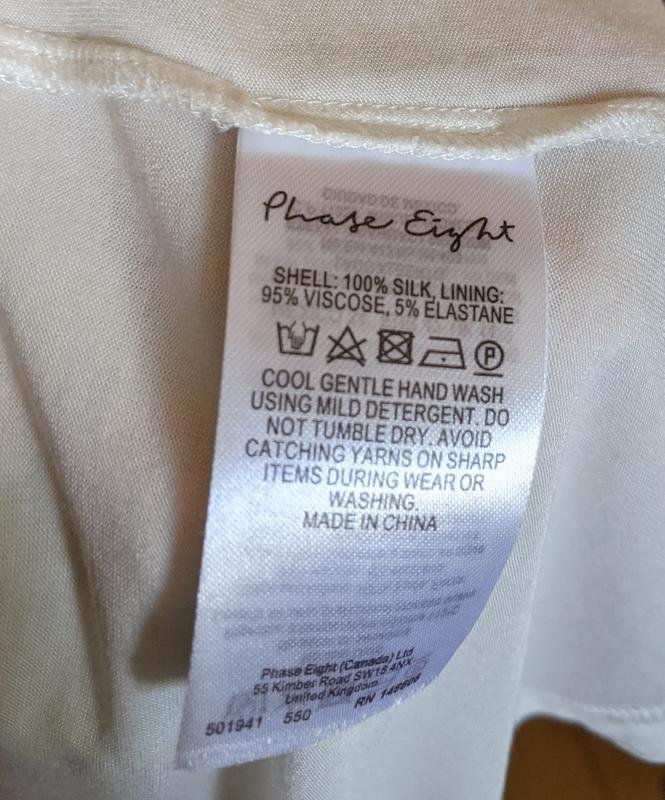 Phase Eight
SHELL: 100% SILK, LINING:
95% VISCOSE, 5% ELASTANE
P
COOL GENTLE HAND WASH
USING MILD DETERGENT. DO
NOT TUMBLE DRY. AVOID
CATCHING YARNS ON SHARP
ITEMS DURING WEAR OR
WASHING.
MADE IN CHINA
Phase Eight (Canada) Ltd
55 Kimber Road SW18 4NX
United Kingdom
501941 550 RN